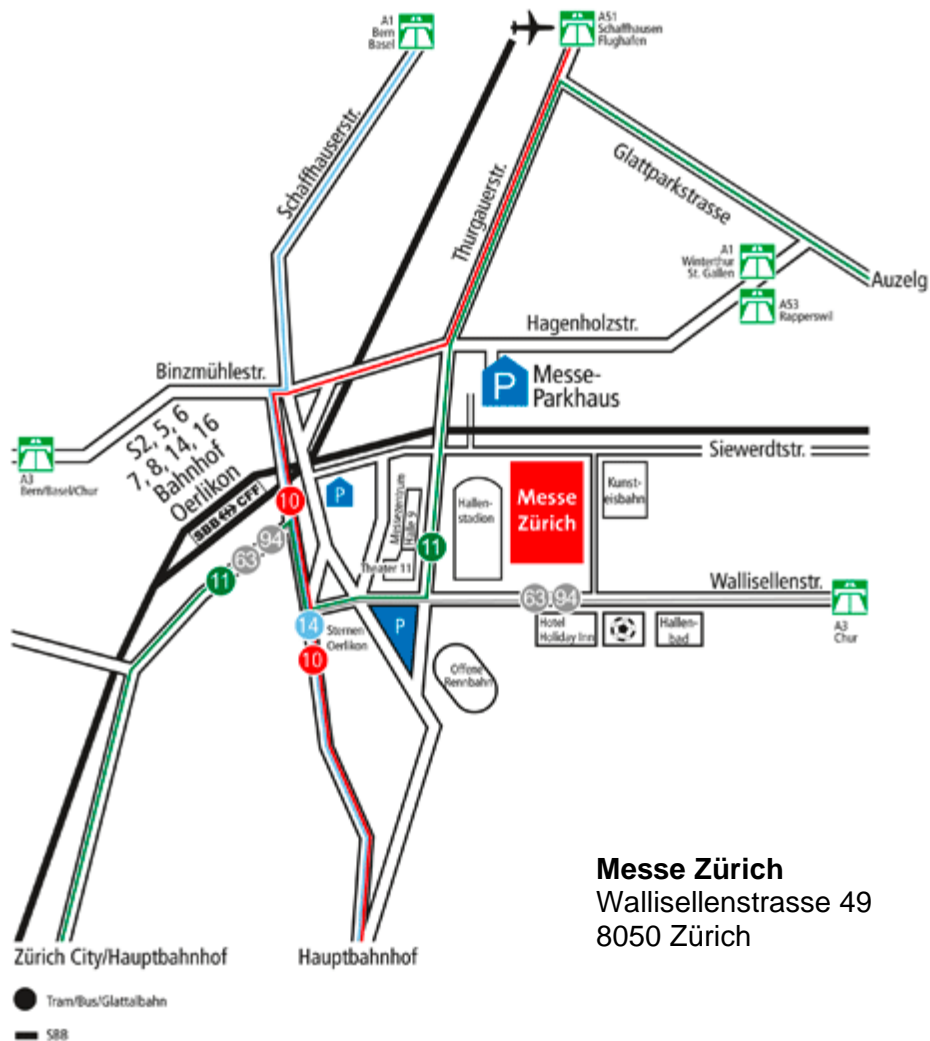 A1
Bern
Basel
A51
Schaffhausen
Flughafen
Schaffhauserstr.
Thurgauerstr.
Glattparkstrasse
A1
Winterthur
St. Gallen
Auzelg
A53
Rapperswil
Hagenholzstr.
Binzmühlestr.
P
Messe-
Parkhaus
S2, 5, 6
7, 8, 14, 16
Bahnhof
Oerlikon
A3
Bern/Basel/Chur
SBB CFF
Siewerdtstr.
10
P
Messezentrum
Halle 9
Hallen-
stadion
Messe
Zürich
Kunst-
eisbahn
11
94
63
11
Theater 11
63
94
Wallisellenstr.
A3
Chur
14
Sternen
Oerlikon
P
Hotel
Holiday Inn
Hallen-
bad
10
Offene
Rennbahn
Messe Zürich
Wallisellenstrasse 49
8050 Zürich
Zürich City/Hauptbahnhof
Hauptbahnhof
Tram/Bus/Glattalbahn
SBB